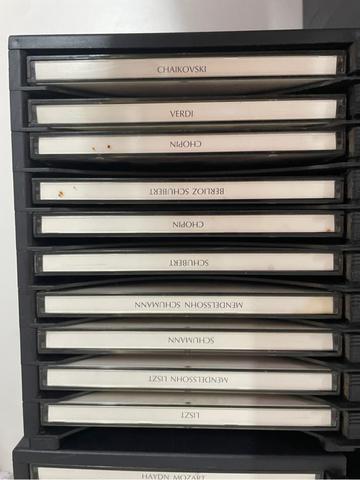 CHAIKOVSKI
VERDI
CHOPIN
BERLIOZ SCHUBERT
CHOPIN
SCHUBERT
MENDELSSOHN SCHUMANN
SCHUMANN
MENDELSSOHN LISZT
LISZT
HAYDN MOZART